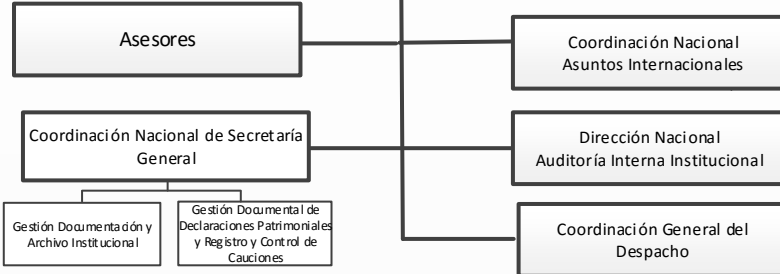 Asesores
Coordinación Nacional
Asuntos Internacionales
Coordinación Nacional de Secretaría
General
Dirección Nacional
Auditoría Interna Institucional
Gestión Documentación y
Archivo Institucional
Gestión Documental de
Declaraciones Patrimoniales
y Registro y Control de
Cauciones
Coordinación General del
Despacho